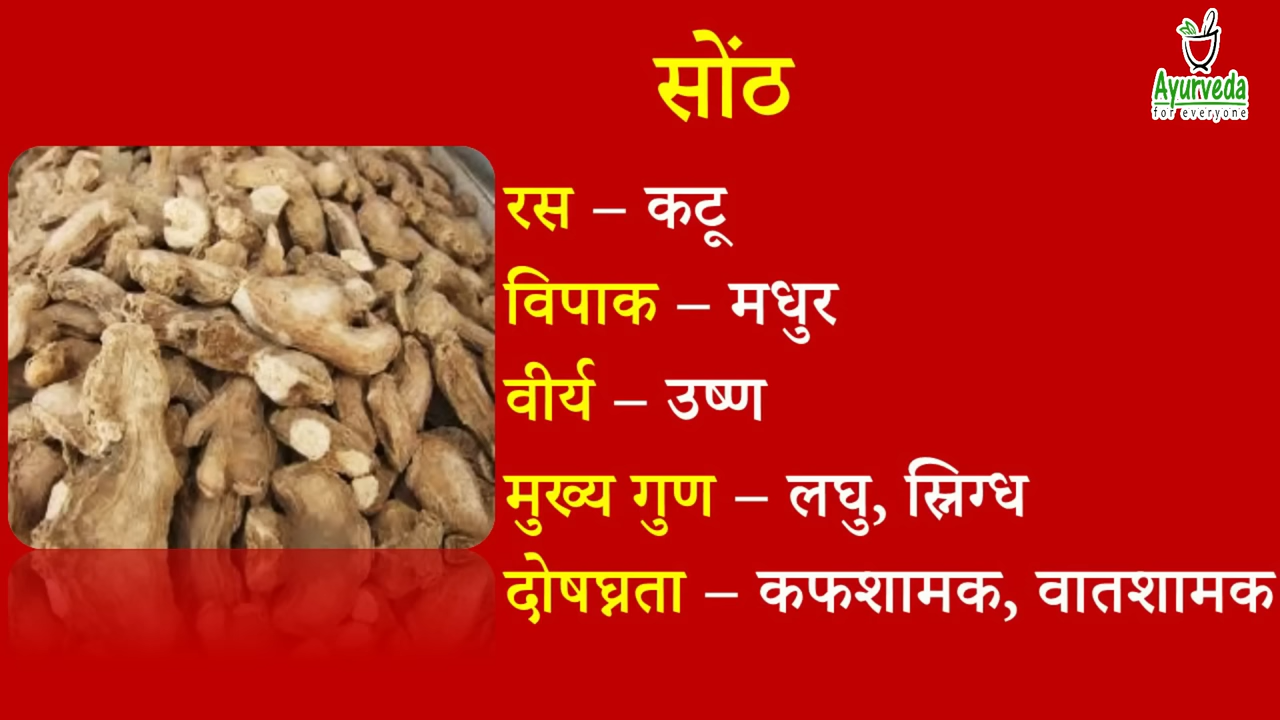 सोंठ
Ayurveda
for everyone
रस – कटू
विपाक – मधुर
वीर्य – उष्ण
मुख्य गुण – लघु, स्निग्ध
दोषघ्नता – कफशामक, वातशामक